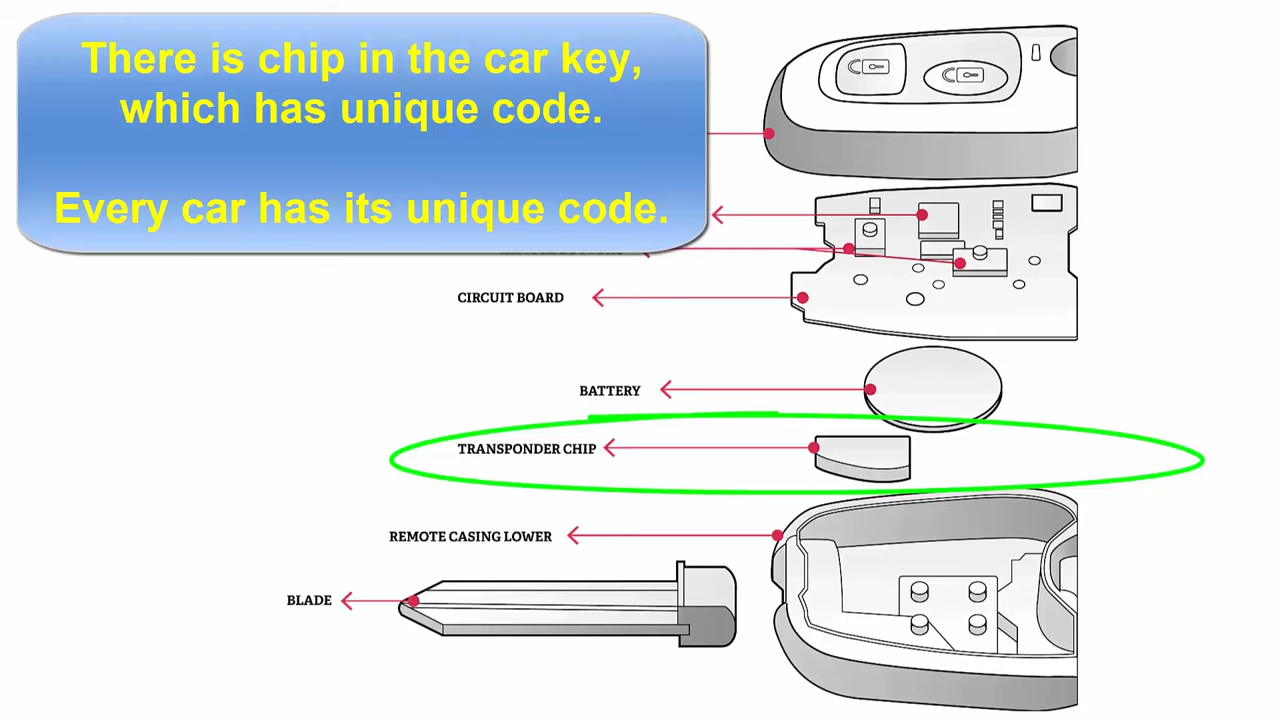 There is chip in the car key,
which has unique code.
Every car has its unique code.
CIRCUIT BOARD
BATTERY
TRANSPONDER CHIP
REMOTE CASING LOWER
BLADE